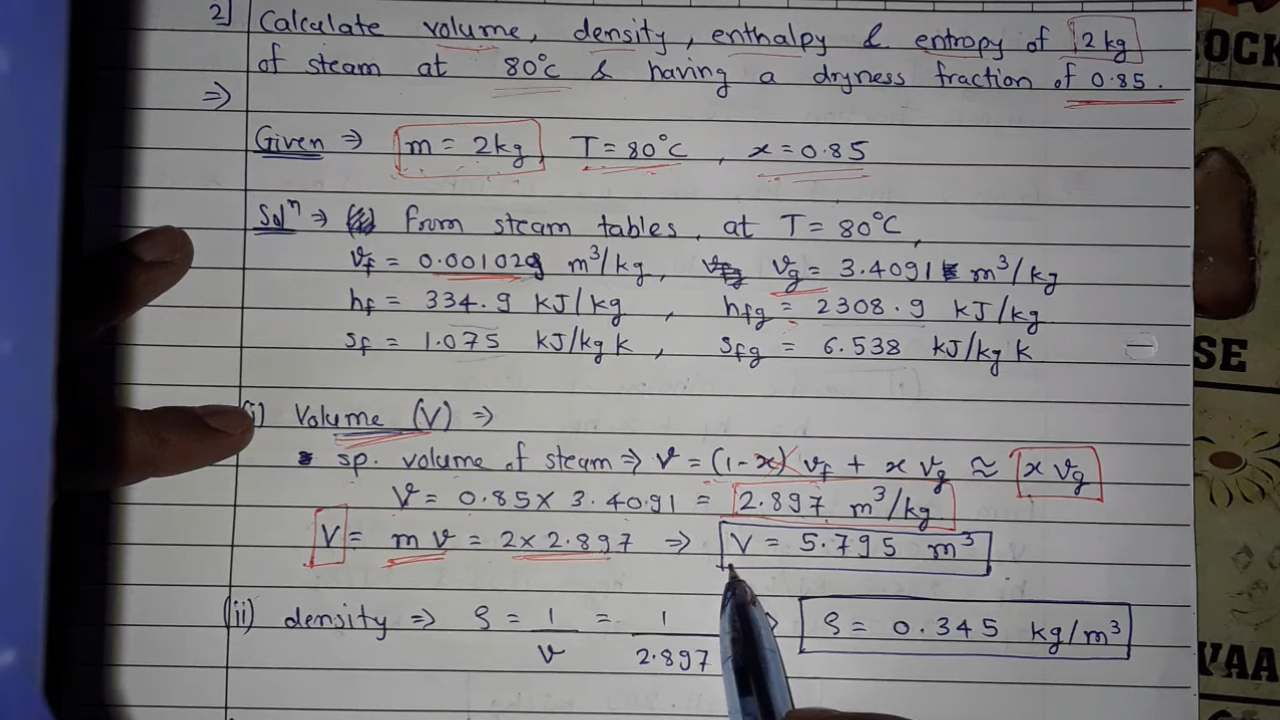 2] Calculate volume, density, enthalpy & entropy of 2 kg
of steam at 80°C & having a dryness fraction of 0.85.
⇒
Given ⇒ m = 2kg, T = 80°C, x = 0.85
Solⁿ ⇒ From steam tables, at T = 80°C,
vf = 0.001029 m³/kg, vg = 3.4091 m³/kg
hf = 334.9 kJ/kg, hfg = 2308.9 kJ/kg
sf = 1.075 kJ/kg K, sfg = 6.538 kJ/kg K
(i) Volume (V) ⇒
sp. volume of steam ⇒ v = (1-x) vf + x vg ≈ x vg
v = 0.85 × 3.4091 = 2.897 m³/kg
V = m v = 2 × 2.897 ⇒ V = 5.795 m³
(ii) density ⇒ ρ = 1/v = 1/2.897 ⇒ ρ = 0.345 kg/m³
OCK
SE
VAA